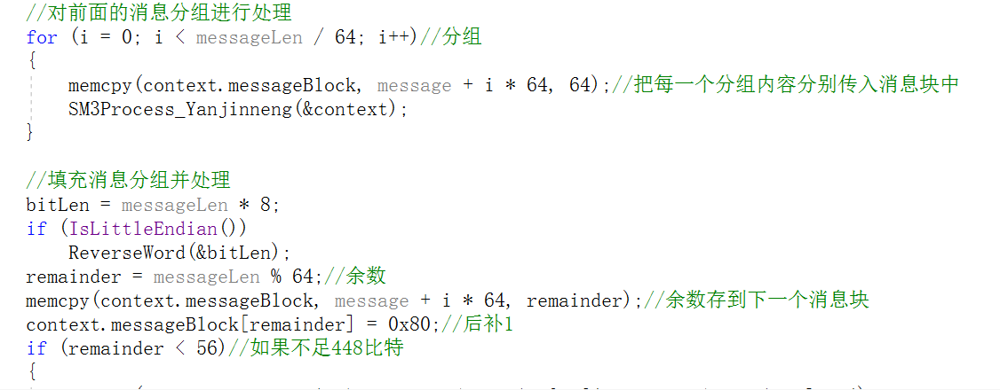 //对前面的消息分组进行处理
for (i = 0; i < messageLen / 64; i++)//分组
{
memcpy(context.messageBlock, message + i * 64, 64);//把每一个分组内容分别传入消息块中
SM3Process_Yanjinneng(&context);
}
//填充消息分组并处理
bitLen = messageLen * 8;
if (IsLittleEndian())
ReverseWord(&bitLen);
remainder = messageLen % 64;//余数
memcpy(context.messageBlock, message + i * 64, remainder);//余数存到下一个消息块
context.messageBlock[remainder] = 0x80;//后补1
if (remainder < 56)//如果不足448比特
{